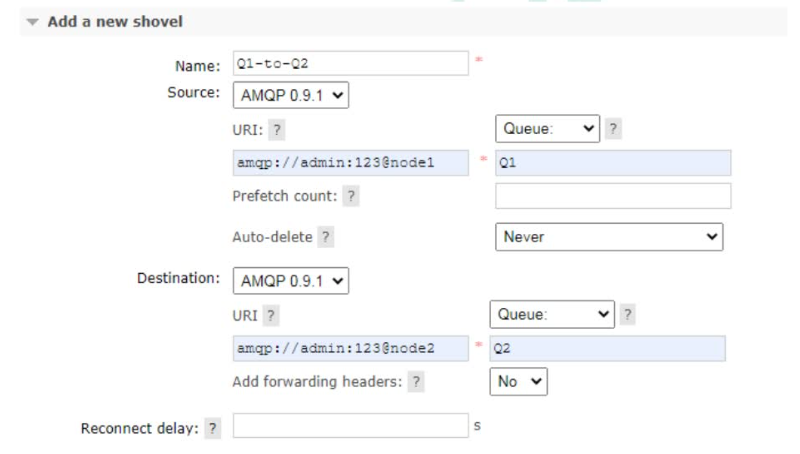 Add a new shovel
Name: Q1-to-Q2 *
Source: AMQP 0.9.1
URI: ? Queue: ?
amqp://admin:123@node1 * Q1
Prefetch count: ?
Auto-delete ? Never
Destination: AMQP 0.9.1
URI ? Queue: ?
amqp://admin:123@node2 * Q2
Add forwarding headers: ? No
Reconnect delay: ? s